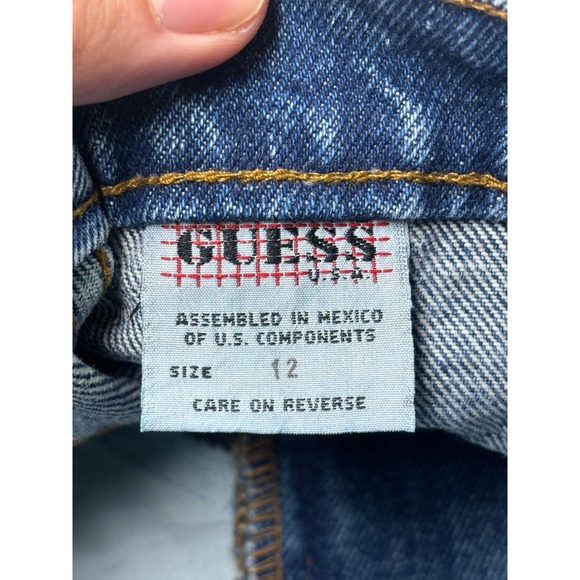 GUESS
U.S.A.
ASSEMBLED IN MEXICO
OF U.S. COMPONENTS
SIZE 12
CARE ON REVERSE